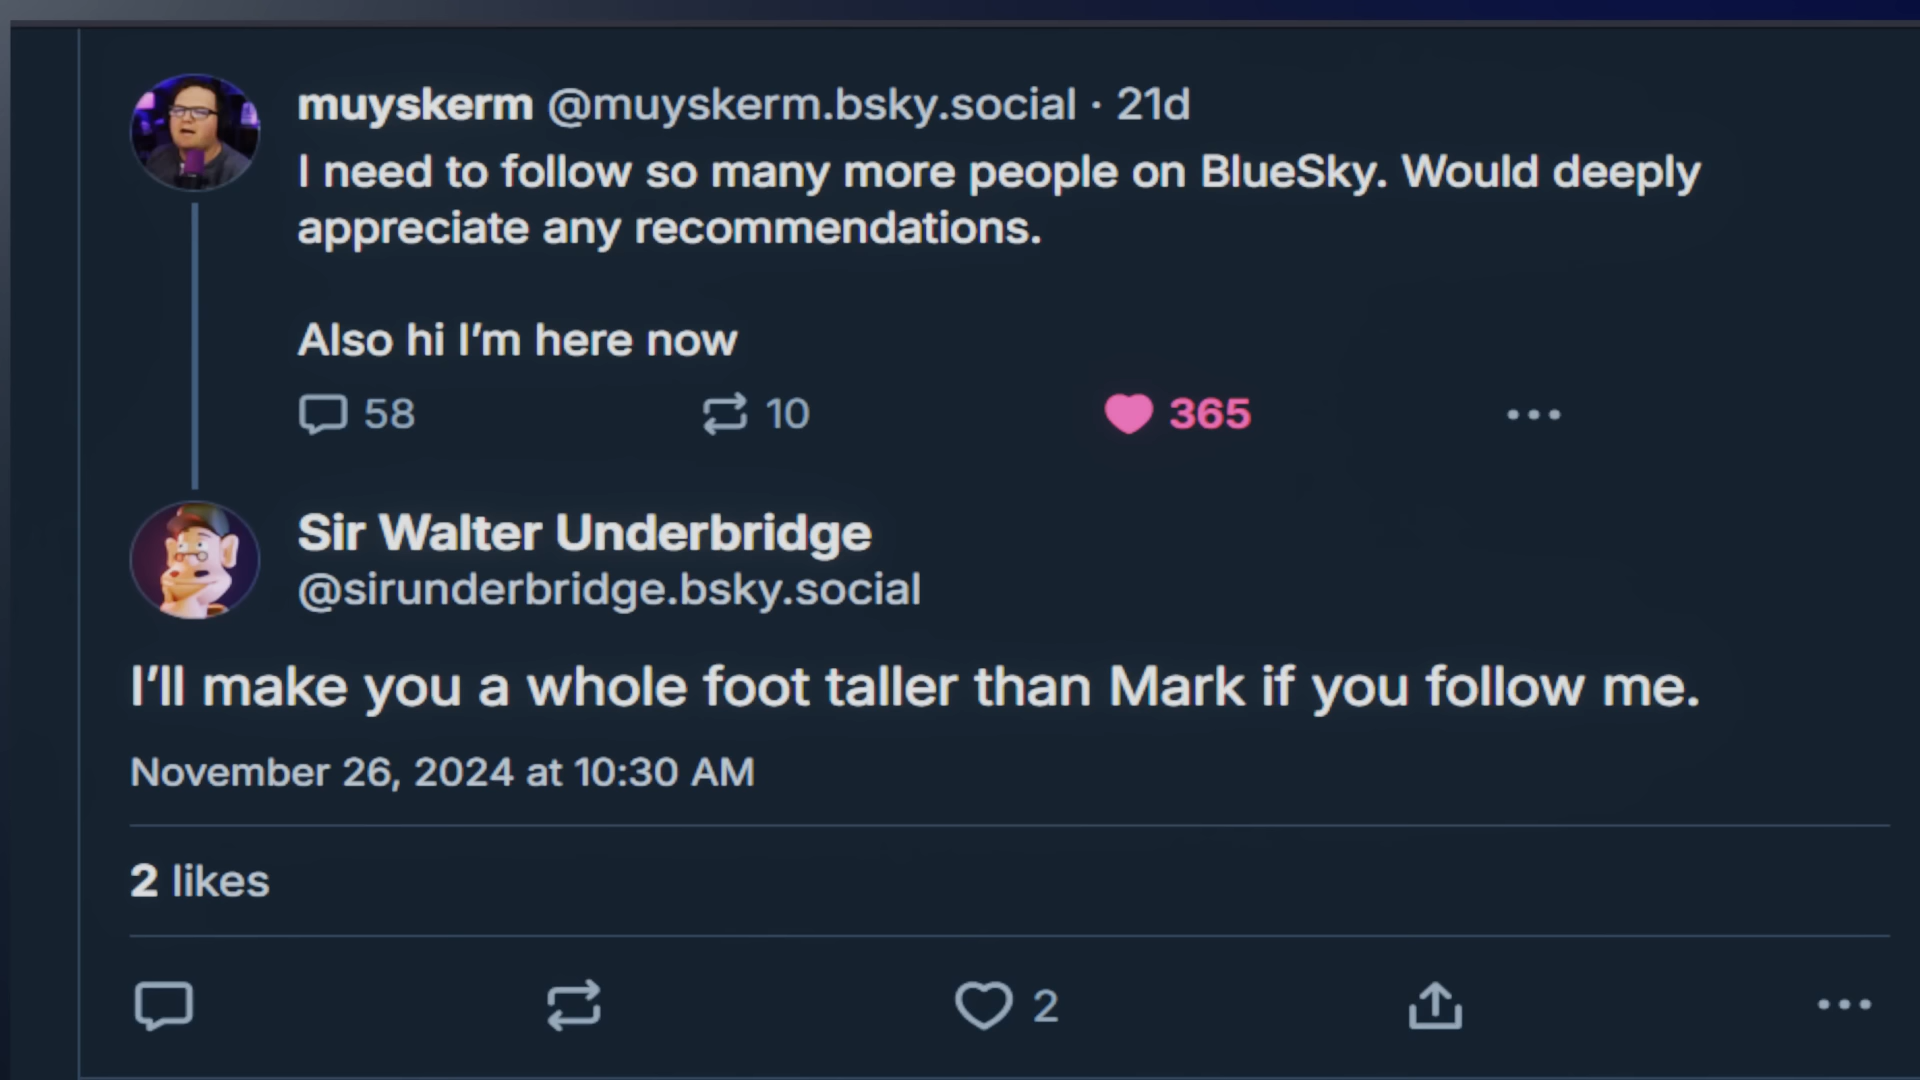 muyskerm @muyskerm.bsky.social · 21d
I need to follow so many more people on BlueSky. Would deeply
appreciate any recommendations.
Also hi I’m here now
58 10 365
Sir Walter Underbridge
@sirunderbridge.bsky.social
I’ll make you a whole foot taller than Mark if you follow me.
November 26, 2024 at 10:30 AM
2 likes
2